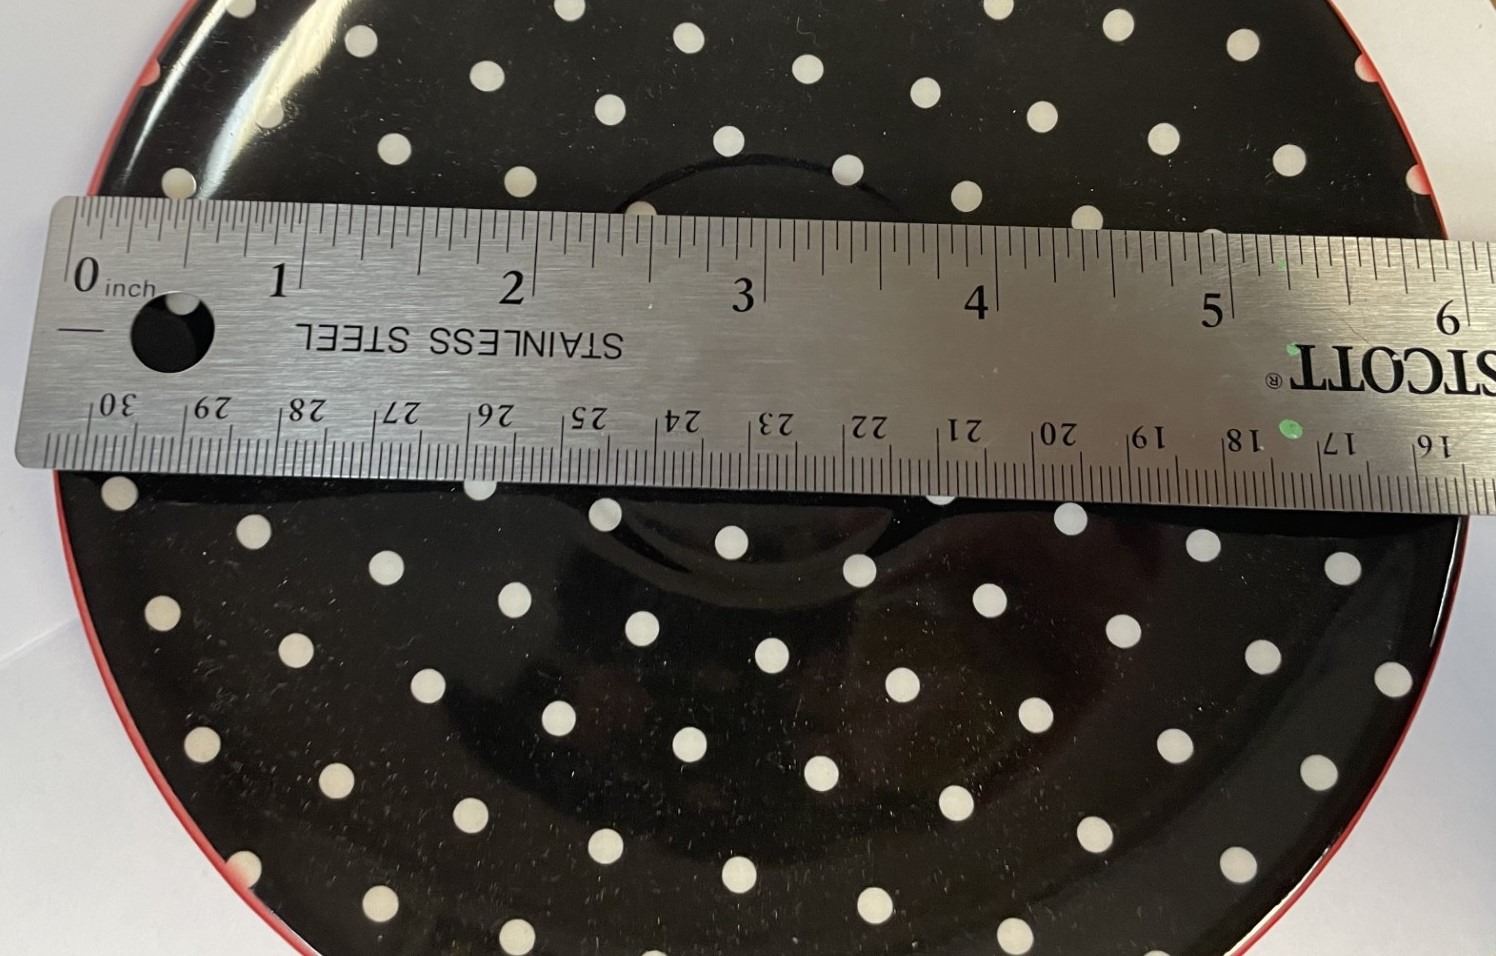 0 inch 1 2 3 4 5 6
STAINLESS STEEL
STCOTT®
30 29 28 27 26 25 24 23 22 21 20 19 18 17 16